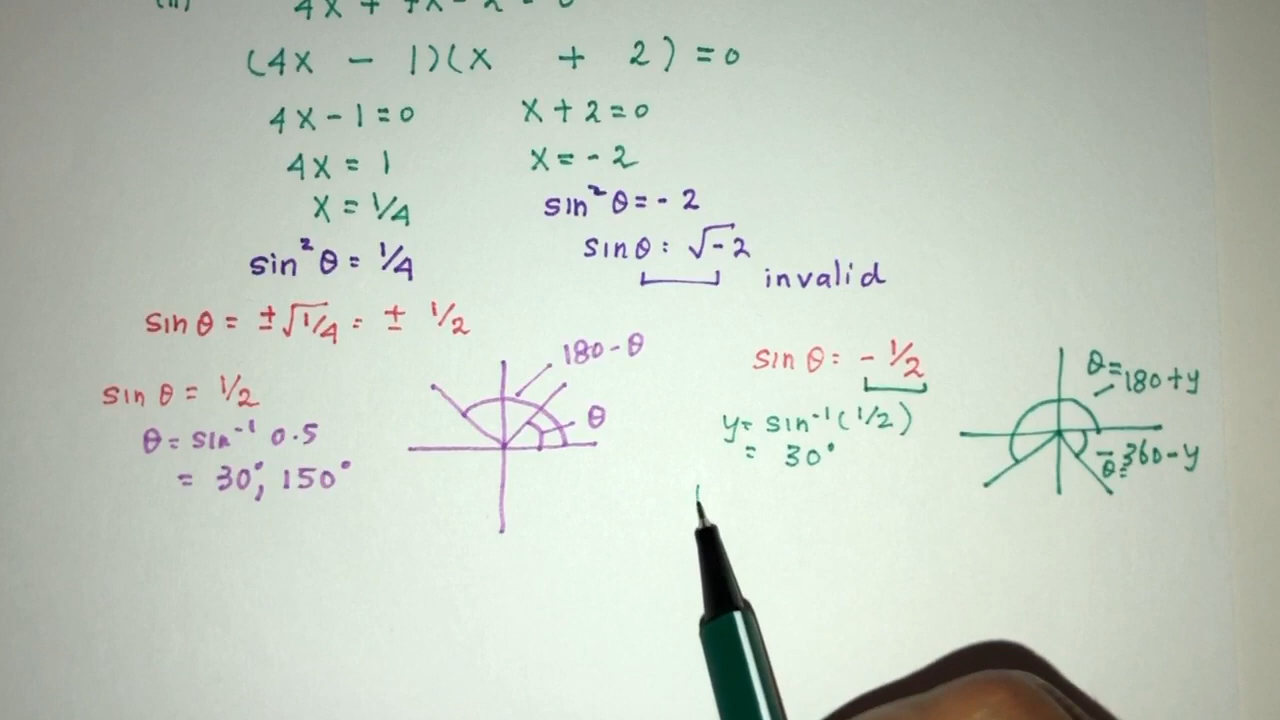 (4x - 1)(x + 2) = 0
4x - 1 = 0
x + 2 = 0
4x = 1
x = -2
x = 1/4
sin²θ = -2
sin²θ = 1/4
sinθ = √-2
invalid
sinθ = ±√1/4 = ± 1/2
180-θ
θ
sin θ = 1/2
θ = sin⁻¹ 0.5
= 30°, 150°
sin θ = -1/2
y = sin⁻¹(1/2)
= 30°
θ=180+y
θ=360-y